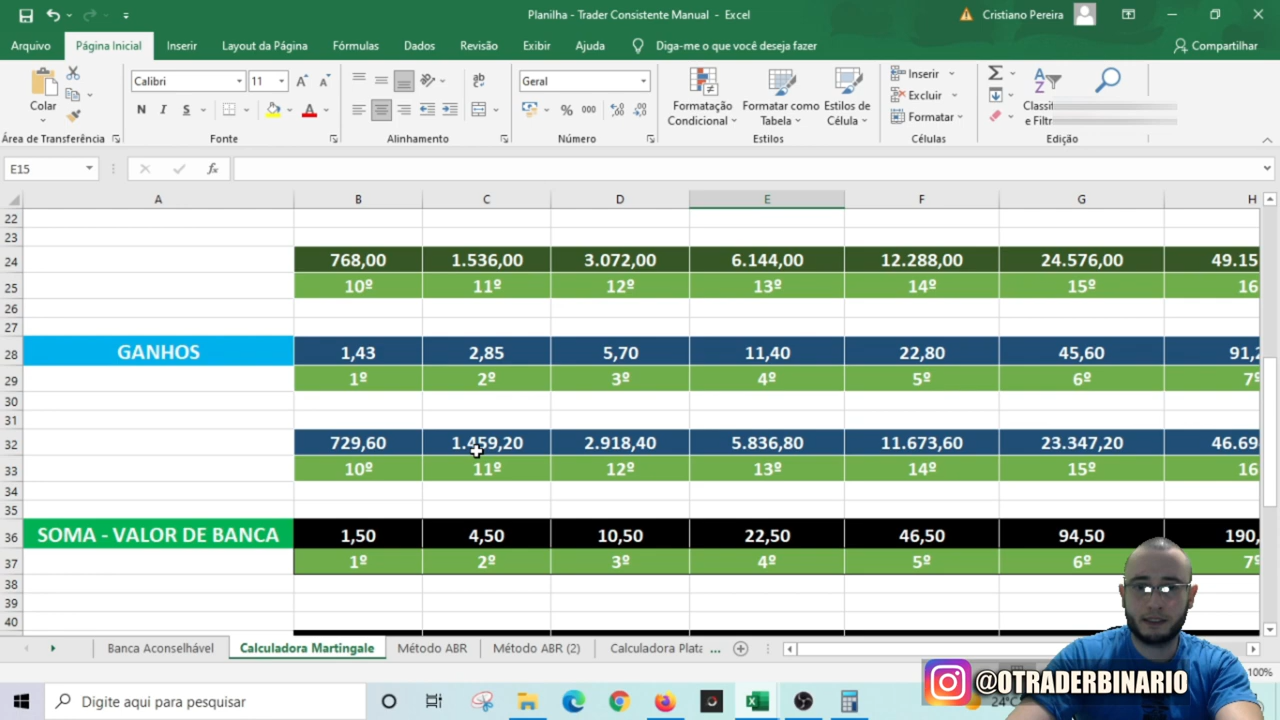 Planilha - Trader Consistente Manual - Excel
Cristiano Pereira
Arquivo Página Inicial Inserir Layout da Página Fórmulas Dados Revisão Exibir Ajuda Diga-me o que você deseja fazer Compartilhar
Colar
Calibri 11
N I S
Geral
% 000
Formatação Condicional
Formatar como Tabela
Estilos de Célula
Inserir
Excluir
Formatar
e Filtr
Área de Transferência Fonte Alinhamento Número Estilos Células Edição
E15 fx
A B C D E F G H
22
23
24 768,00 1.536,00 3.072,00 6.144,00 12.288,00 24.576,00 49.15
25 10º 11º 12º 13º 14º 15º 16
26
27
28 GANHOS 1,43 2,85 5,70 11,40 22,80 45,60 91,2
29 1º 2º 3º 4º 5º 6º 7º
30
31
32 729,60 1.459,20 2.918,40 5.836,80 11.673,60 23.347,20 46.69
33 10º 11º 12º 13º 14º 15º 16
34
35
36 SOMA - VALOR DE BANCA 1,50 4,50 10,50 22,50 46,50 94,50 190,
37 1º 2º 3º 4º 5º 6º 7º
38
39
40
Banca Aconselhável Calculadora Martingale Método ABR Método ABR (2) Calculadora Plata ...
100%
@OTRADERBINARIO
Digite aqui para pesquisar
24°C